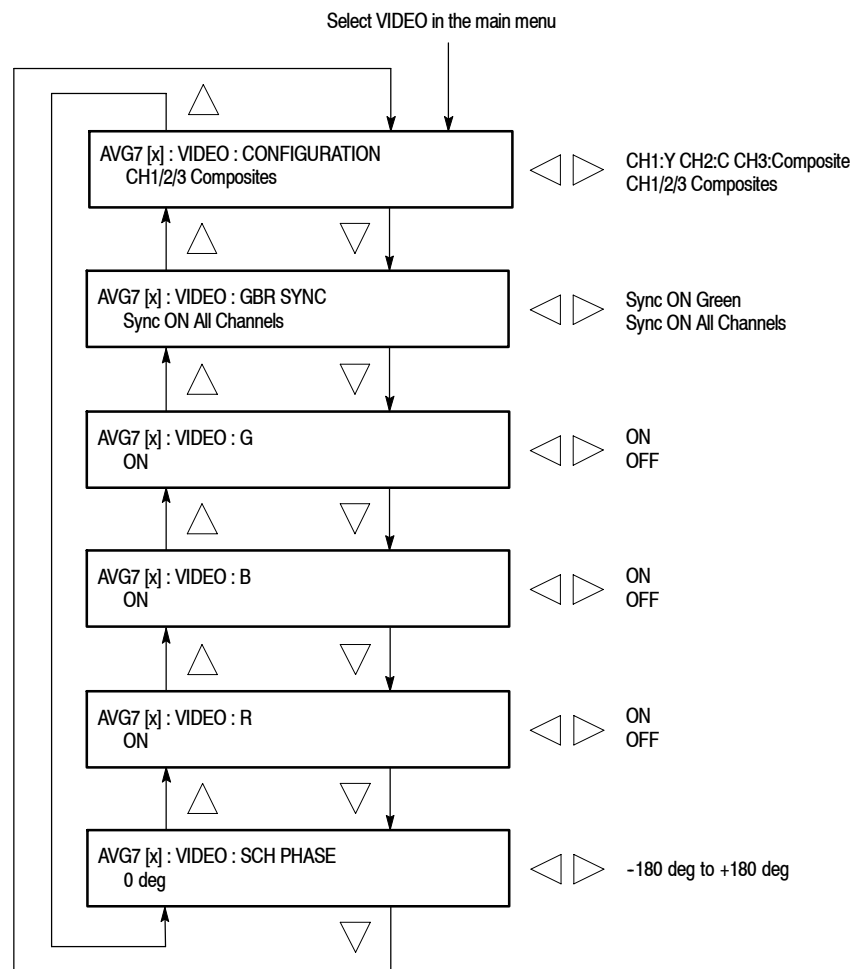 Select VIDEO in the main menu
AVG7 [x] : VIDEO : CONFIGURATION
CH1/2/3 Composites
CH1:Y CH2:C CH3:Composite
CH1/2/3 Composites
AVG7 [x] : VIDEO : GBR SYNC
Sync ON All Channels
Sync ON Green
Sync ON All Channels
AVG7 [x] : VIDEO : G
ON
ON
OFF
AVG7 [x] : VIDEO : B
ON
ON
OFF
AVG7 [x] : VIDEO : R
ON
ON
OFF
AVG7 [x] : VIDEO : SCH PHASE
0 deg
-180 deg to +180 deg